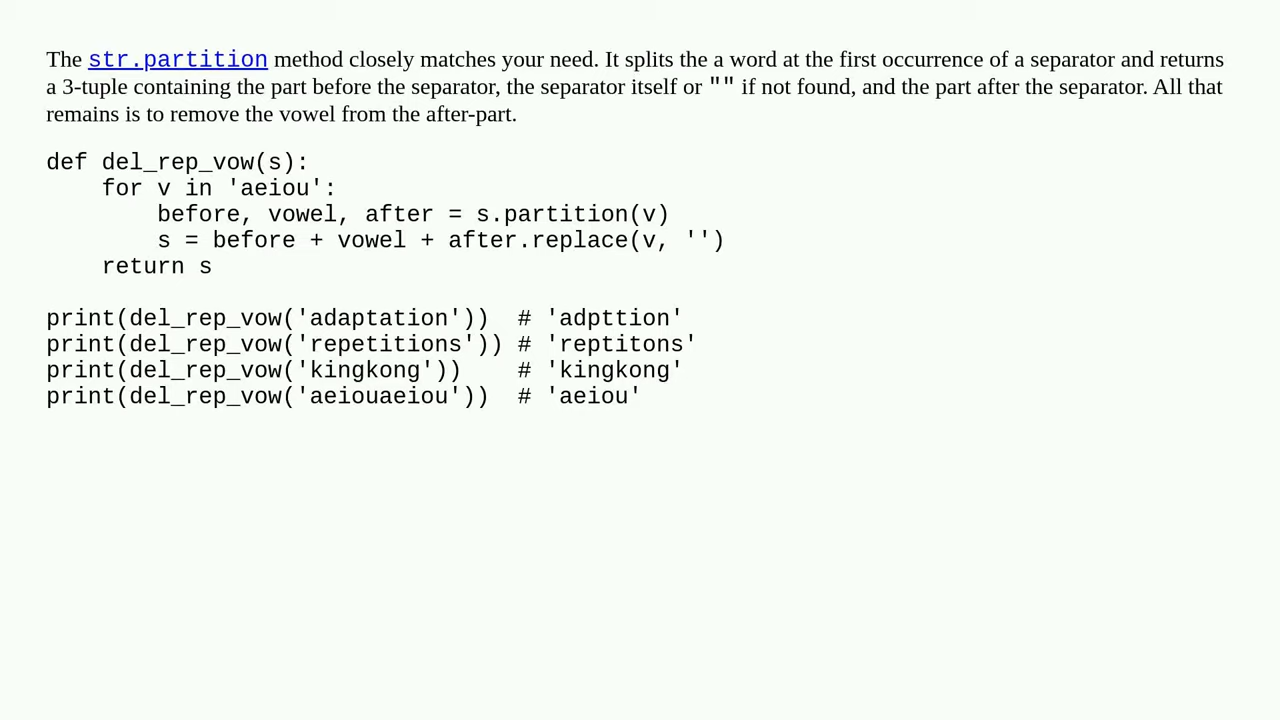 The str.partition method closely matches your need. It splits the a word at the first occurrence of a separator and returns
a 3-tuple containing the part before the separator, the separator itself or "" if not found, and the part after the separator. All that
remains is to remove the vowel from the after-part.
def del_rep_vow(s):
    for v in 'aeiou':
        before, vowel, after = s.partition(v)
        s = before + vowel + after.replace(v, '')
    return s
print(del_rep_vow('adaptation'))  # 'adpttion'
print(del_rep_vow('repetitions')) # 'reptitons'
print(del_rep_vow('kingkong'))    # 'kingkong'
print(del_rep_vow('aeiouaeiou'))  # 'aeiou'